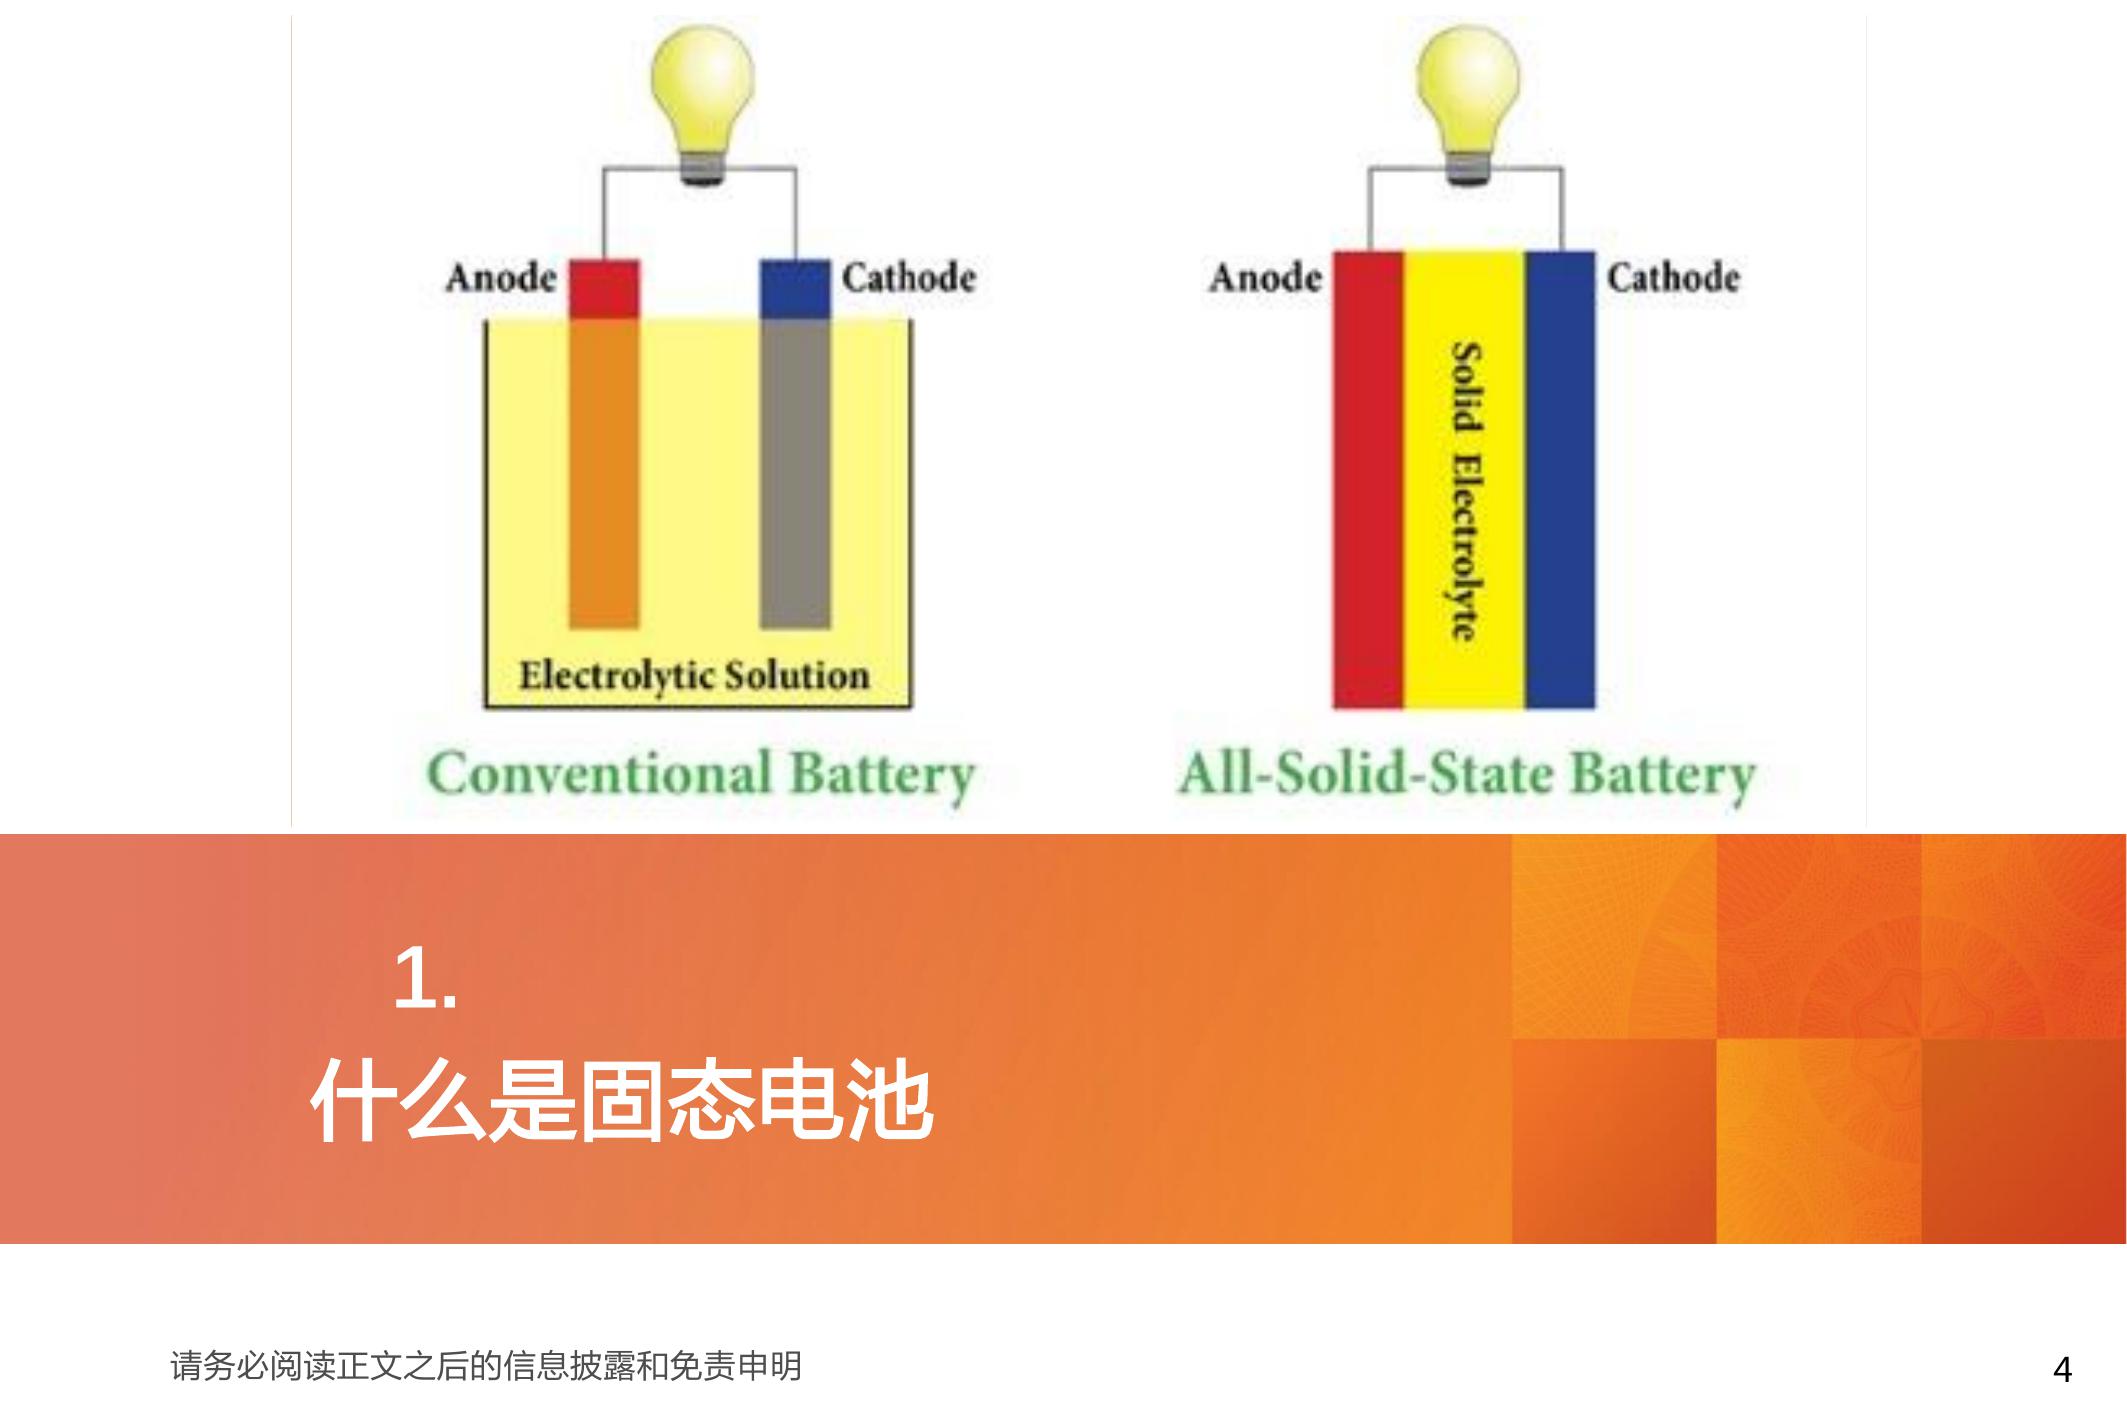 Anode
Cathode
Electrolytic Solution
Conventional Battery
Anode
Cathode
Solid Electrolyte
All-Solid-State Battery
1.
什么是固态电池
请务必阅读正文之后的信息披露和免责申明
4